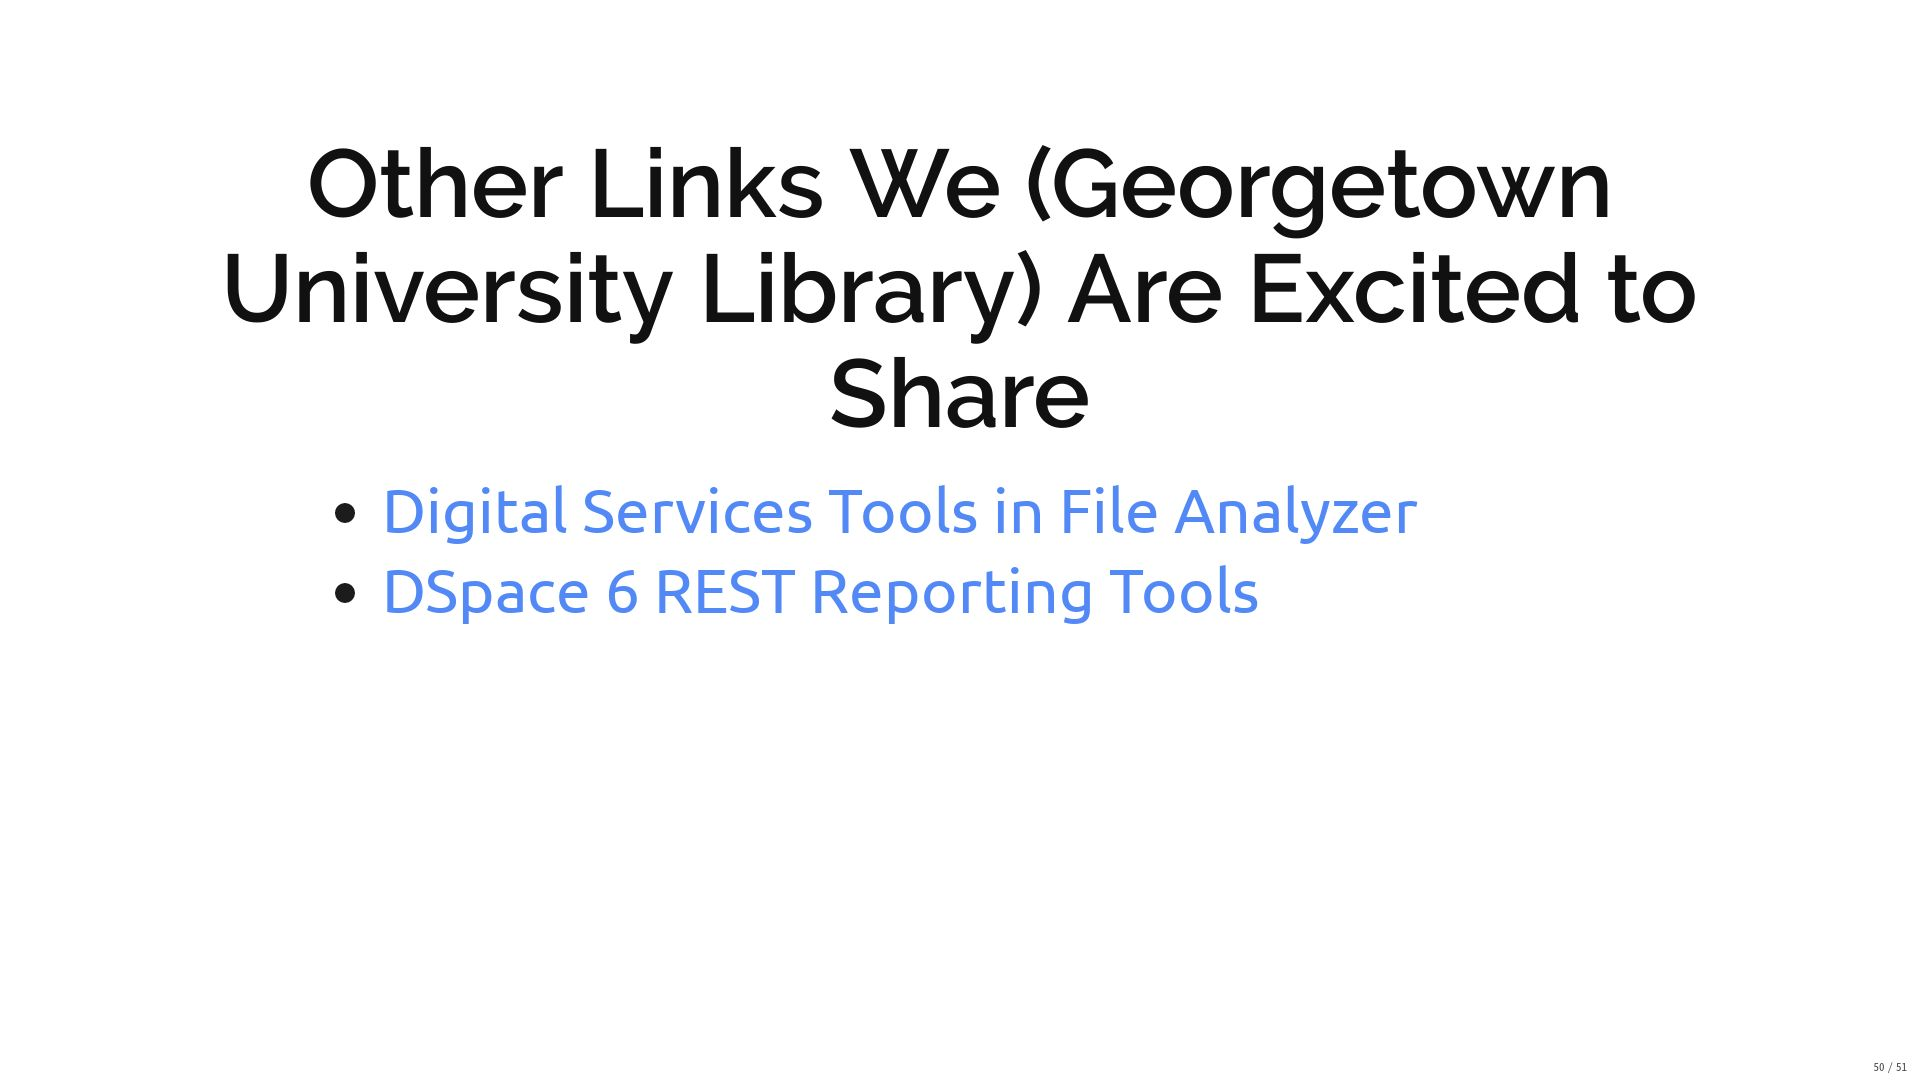 Other Links We (Georgetown
University Library) Are Excited to
Share
• Digital Services Tools in File Analyzer
• DSpace 6 REST Reporting Tools
50 / 51